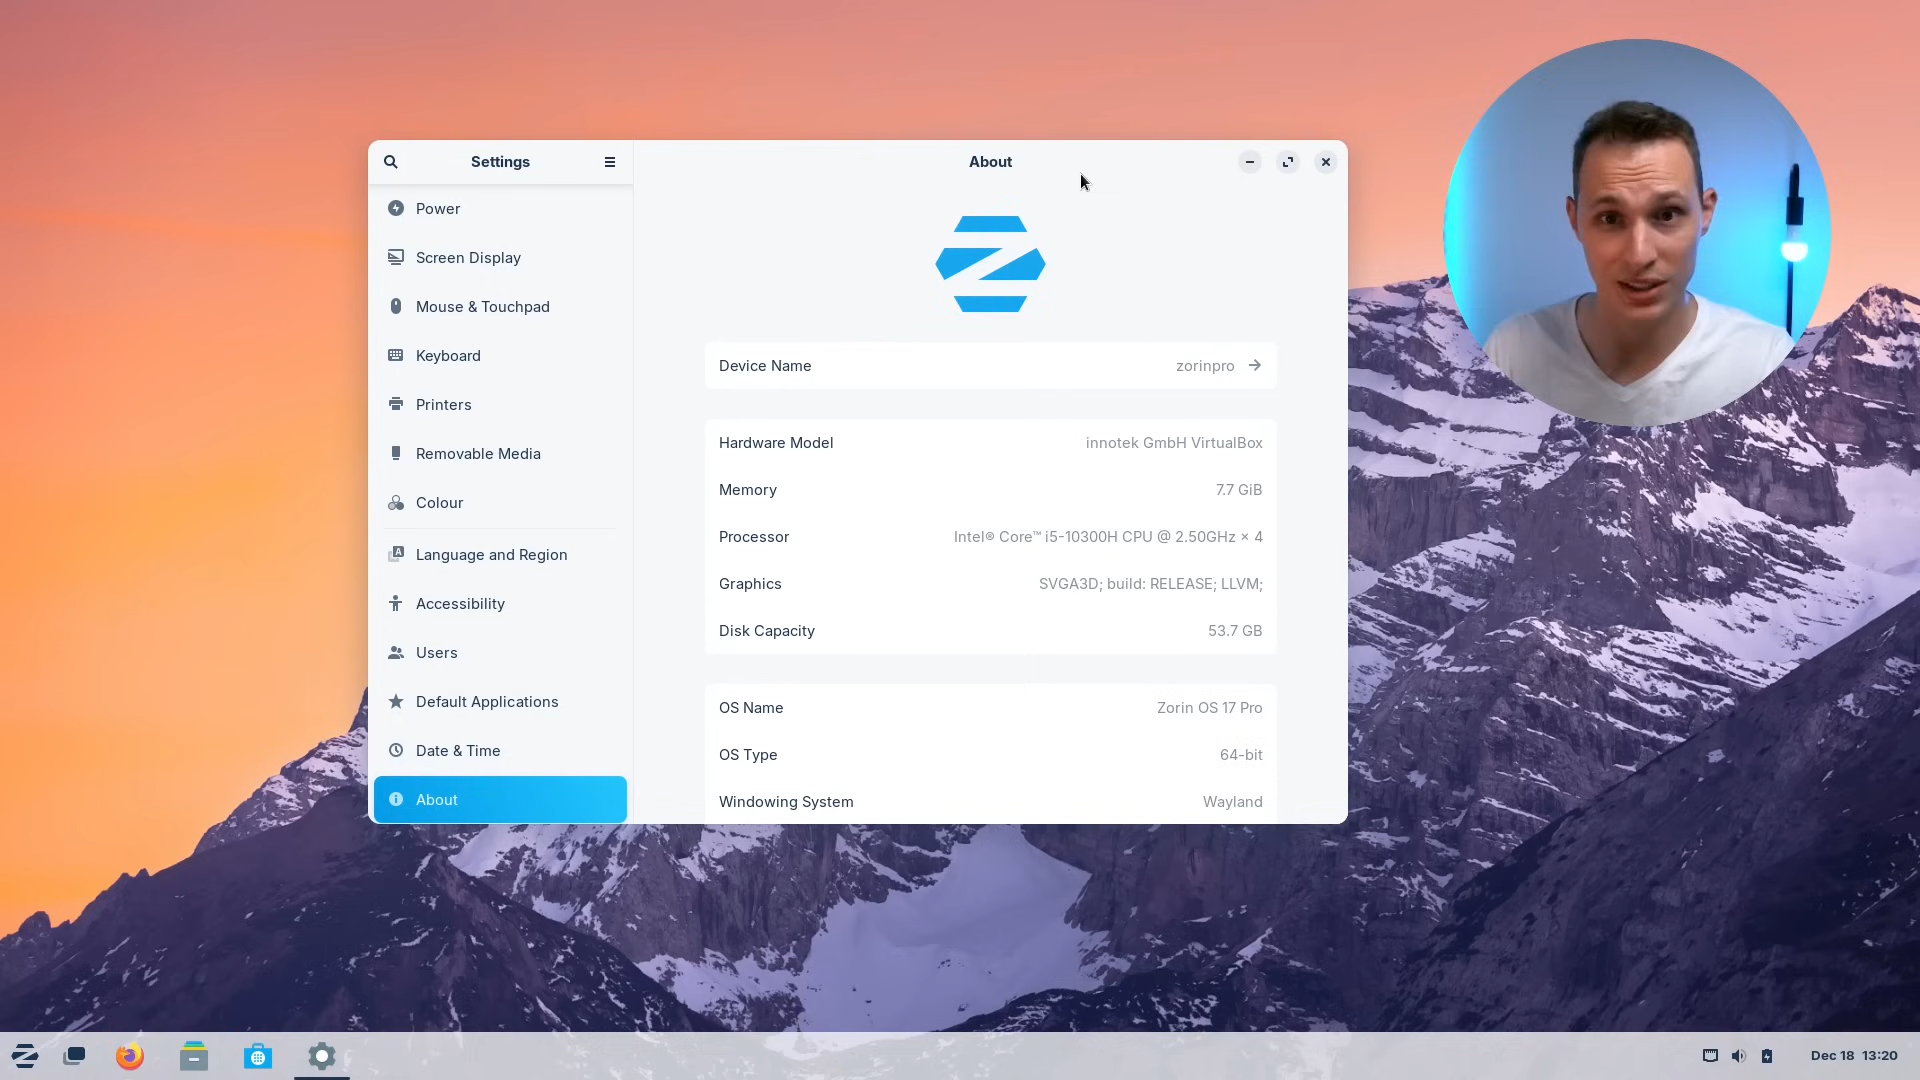 Settings
About
Power
Screen Display
Mouse & Touchpad
Keyboard
Printers
Removable Media
Colour
Language and Region
Accessibility
Users
Default Applications
Date & Time
About
Device Name zorinpro
Hardware Model innotek GmbH VirtualBox
Memory 7.7 GiB
Processor Intel® Core™ i5-10300H CPU @ 2.50GHz × 4
Graphics SVGA3D; build: RELEASE; LLVM;
Disk Capacity 53.7 GB
OS Name Zorin OS 17 Pro
OS Type 64-bit
Windowing System Wayland
Dec 18 13:20